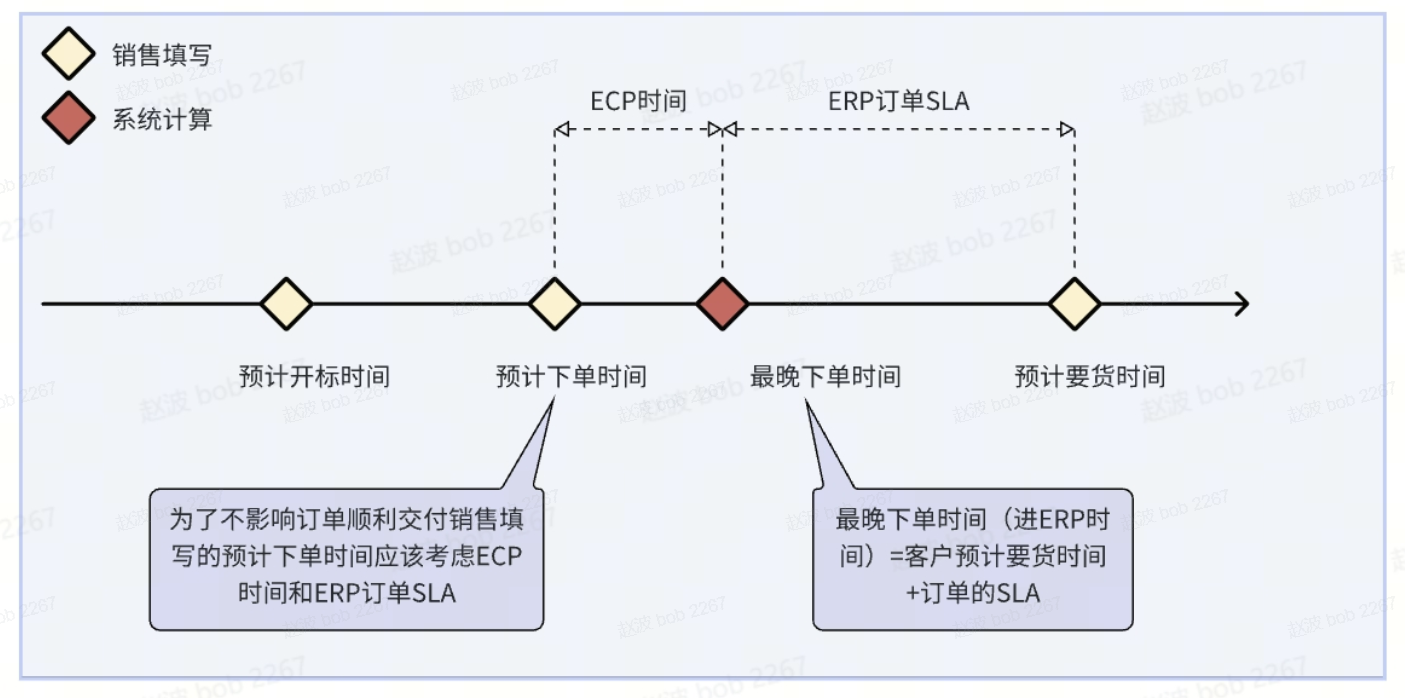 销售填写
系统计算
ECP时间
ERP订单SLA
预计开标时间
预计下单时间
最晚下单时间
预计要货时间
为了不影响订单顺利交付销售填
写的预计下单时间应该考虑ECP
时间和ERP订单SLA
最晚下单时间（进ERP时
间）=客户预计要货时间
+订单的SLA
赵波 bob 2267